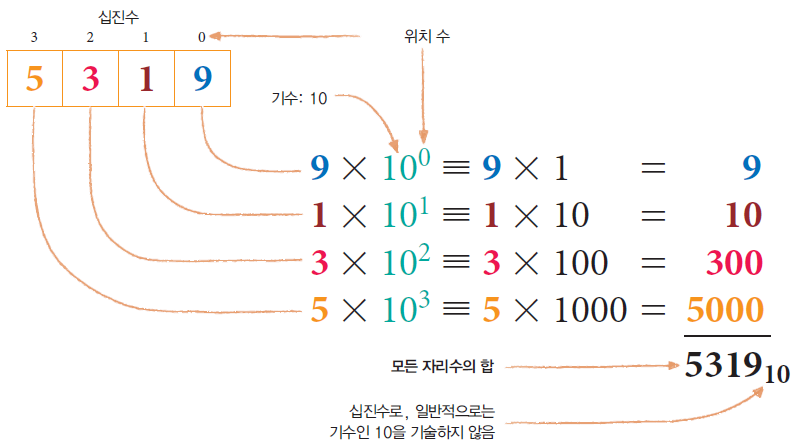 십진수
3 2 1 0
위치 수
5 3 1 9
기수: 10
9 × 10⁰ ≡ 9 × 1 = 9
1 × 10¹ ≡ 1 × 10 = 10
3 × 10² ≡ 3 × 100 = 300
5 × 10³ ≡ 5 × 1000 = 5000
모든 자리수의 합 5319₁₀
십진수로, 일반적으로는
기수인 10을 기술하지 않음